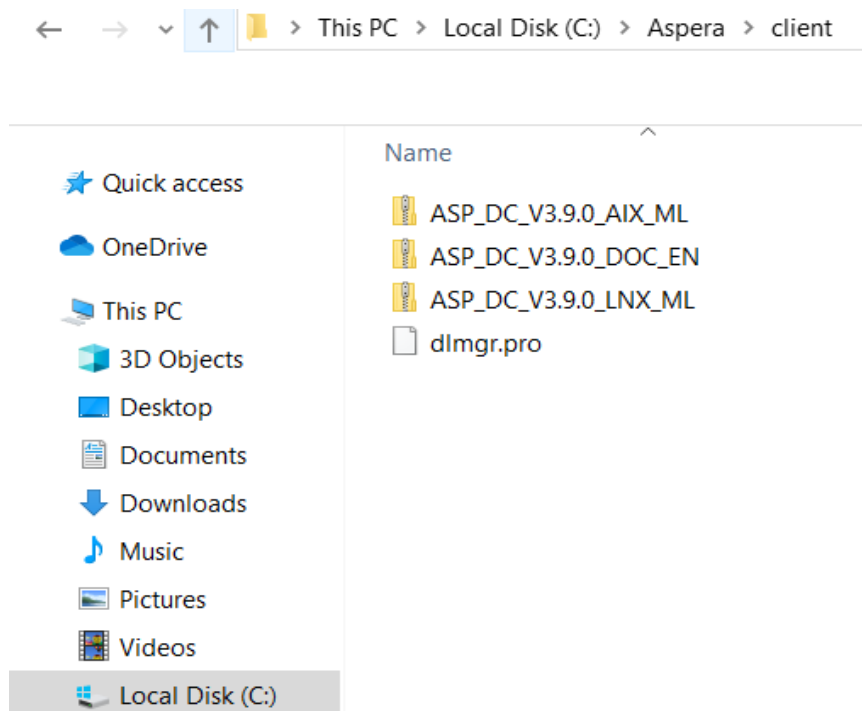 This PC > Local Disk (C:) > Aspera > client
Name
Quick access
OneDrive
This PC
3D Objects
Desktop
Documents
Downloads
Music
Pictures
Videos
Local Disk (C:)
ASP_DC_V3.9.0_AIX_ML
ASP_DC_V3.9.0_DOC_EN
ASP_DC_V3.9.0_LNX_ML
dlmgr.pro